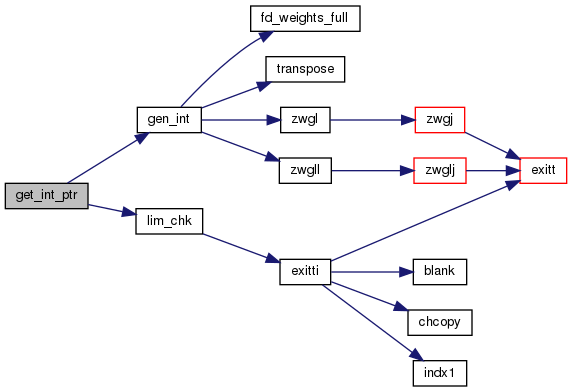 fd_weights_full
transpose
gen_int
zwgl
zwgj
zwgll
zwglj
exitt
get_int_ptr
lim_chk
exitti
blank
chcopy
indx1